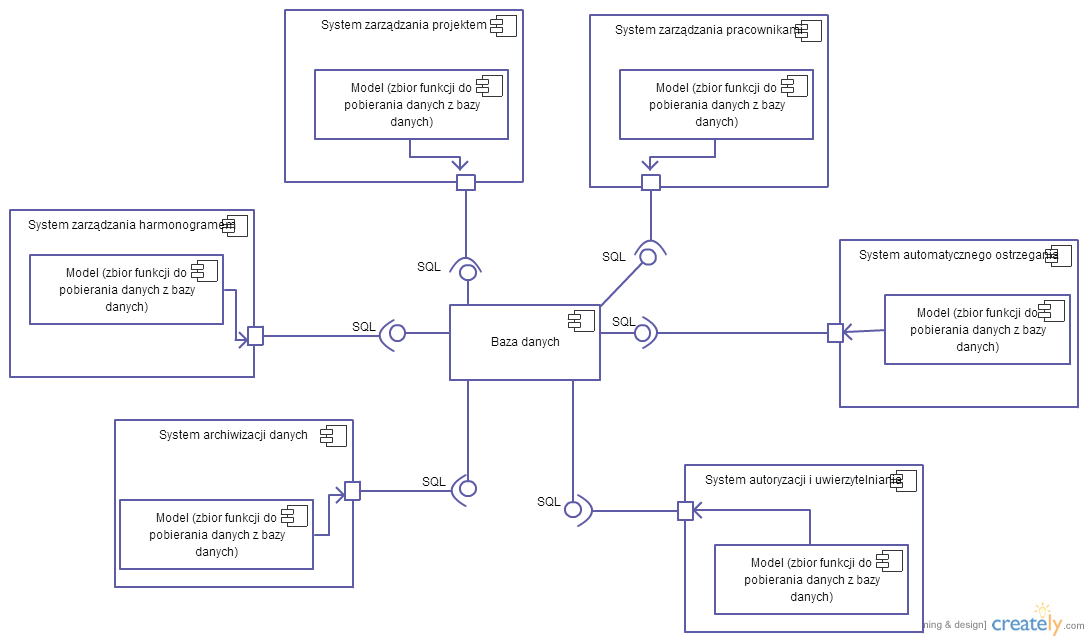 System zarządzania projektem
Model (zbior funkcji do
pobierania danych z bazy
danych)
System zarządzania pracownikami
Model (zbior funkcji do
pobierania danych z bazy
danych)
System zarządzania harmonogramem
Model (zbior funkcji do
pobierania danych z bazy
danych)
SQL
SQL
SQL
SQL
Baza danych
System automatycznego ostrzegania
Model (zbior funkcji do
pobierania danych z bazy
danych)
System archiwizacji danych
Model (zbior funkcji do
pobierania danych z bazy
danych)
SQL
SQL
System autoryzacji i uwierzytelniania
Model (zbior funkcji do
pobierania danych z bazy
danych)
& design]
creately.com